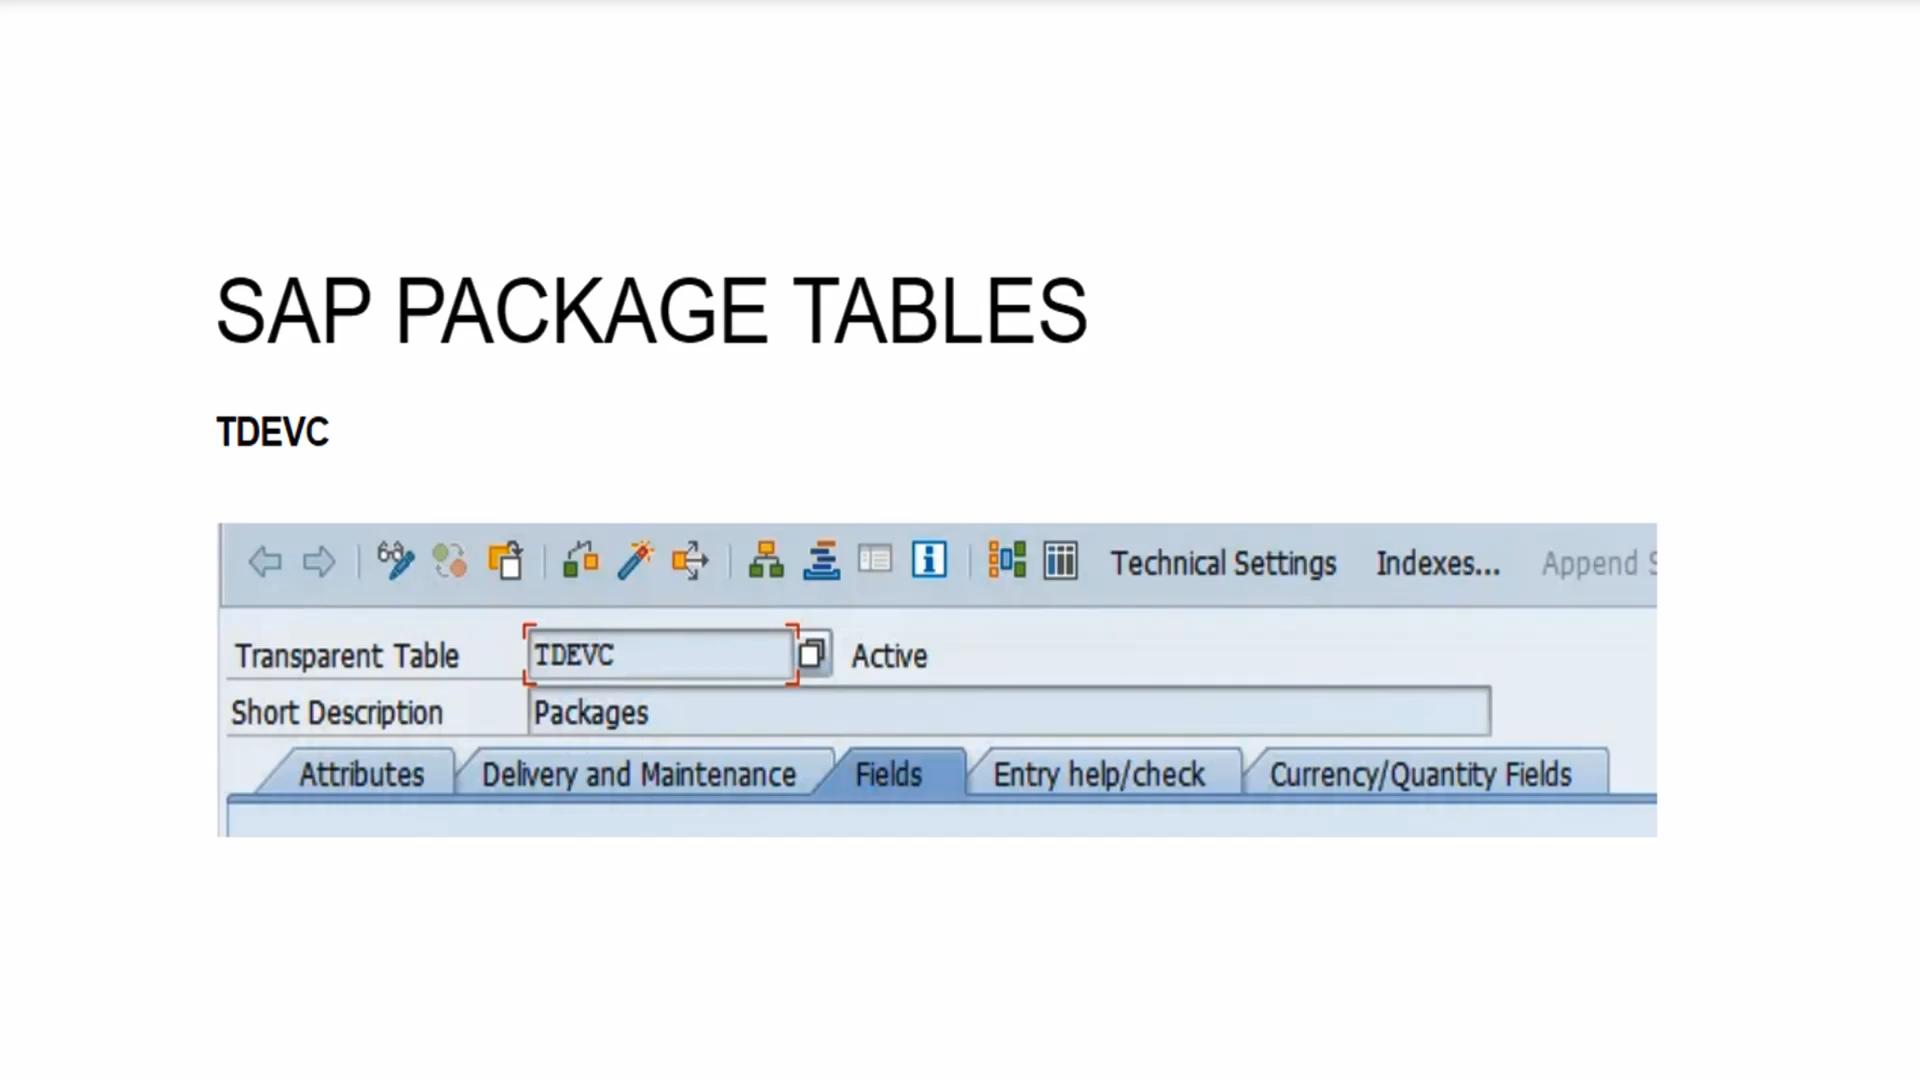 SAP PACKAGE TABLES
TDEVC
Technical Settings Indexes... Append S
Transparent Table TDEVC Active
Short Description Packages
Attributes Delivery and Maintenance Fields Entry help/check Currency/Quantity Fields